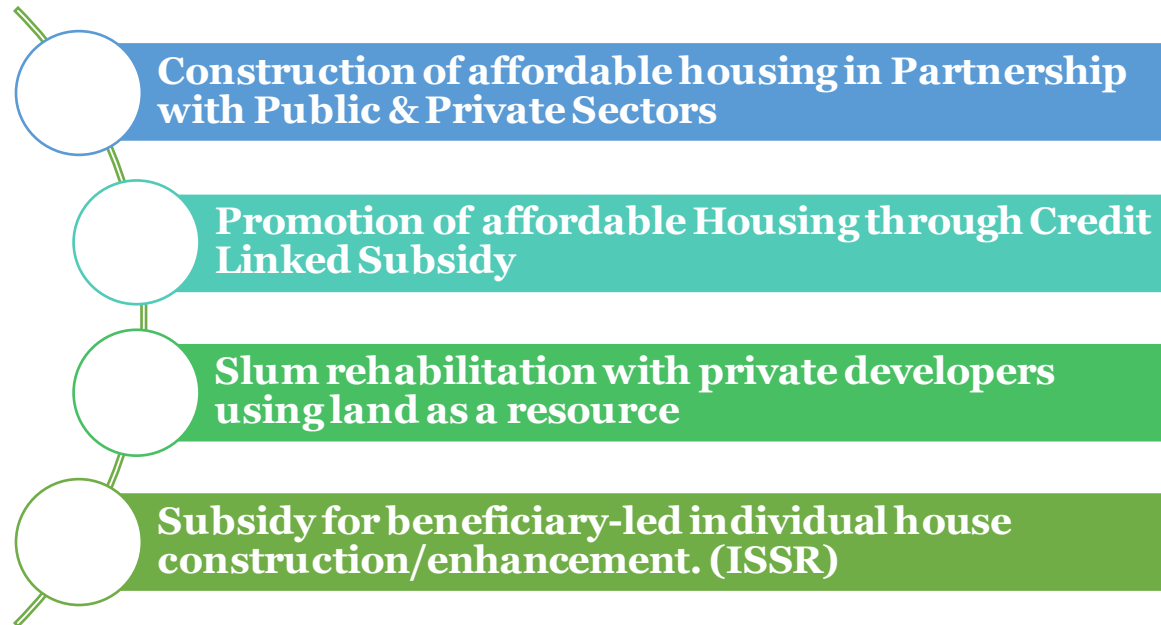 Construction of affordable housing in Partnership
with Public & Private Sectors
Promotion of affordable Housing through Credit
Linked Subsidy
Slum rehabilitation with private developers
using land as a resource
Subsidy for beneficiary-led individual house
construction/enhancement. (ISSR)